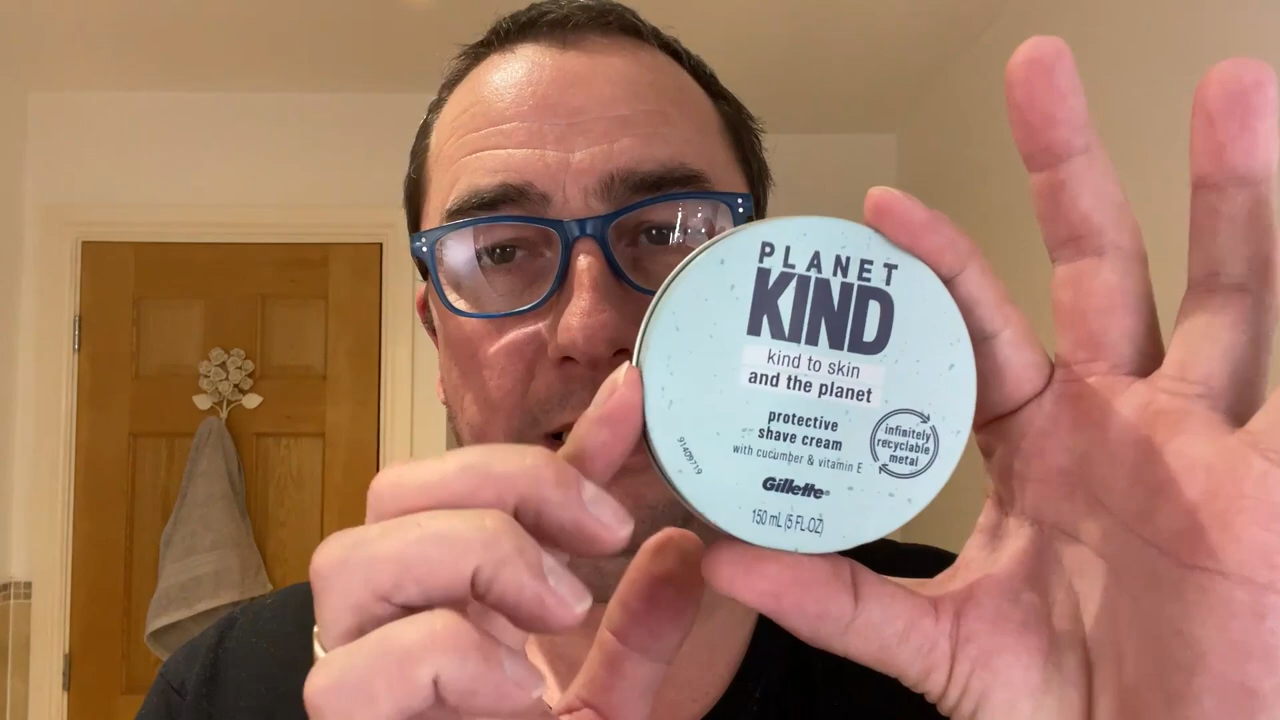 PLANET
KIND
kind to skin
and the planet
protective
shave cream
with cucumber & vitamin E
infinitely
recyclable
metal
91409719
Gillette®
150 mL (5 FL.OZ)